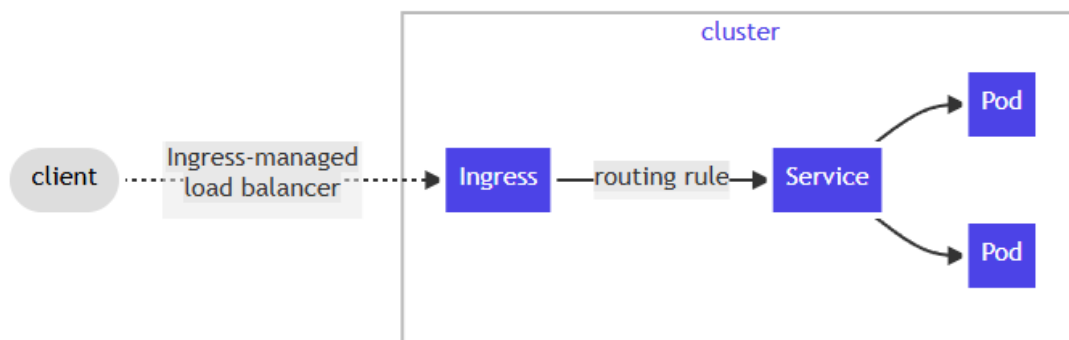 cluster
client
Ingress-managed
load balancer
Ingress
routing rule
Service
Pod
Pod